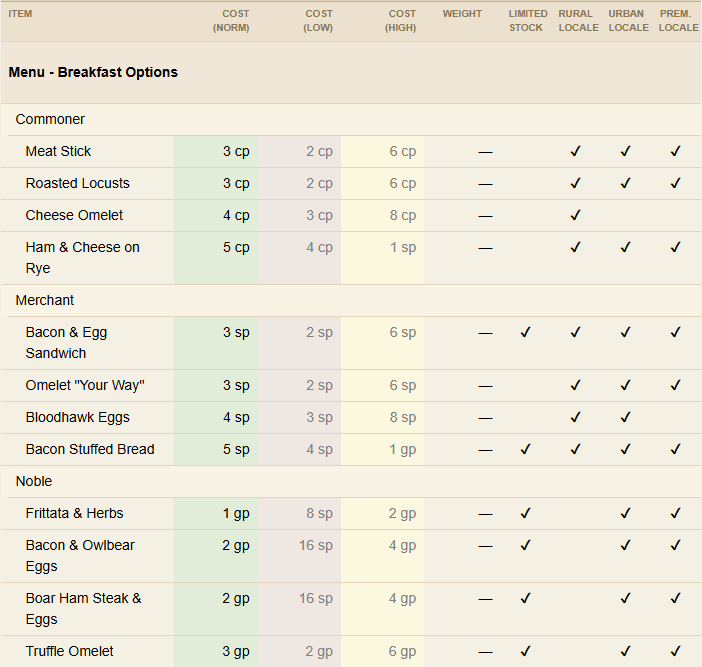 ITEM COST (NORM) COST (LOW) COST (HIGH) WEIGHT LIMITED STOCK RURAL LOCALE URBAN LOCALE PREM. LOCALE
Menu - Breakfast Options
Commoner
Meat Stick 3 cp 2 cp 6 cp — ✓ ✓ ✓
Roasted Locusts 3 cp 2 cp 6 cp — ✓ ✓ ✓
Cheese Omelet 4 cp 3 cp 8 cp — ✓
Ham & Cheese on Rye 5 cp 4 cp 1 sp — ✓ ✓ ✓
Merchant
Bacon & Egg Sandwich 3 sp 2 sp 6 sp — ✓ ✓ ✓ ✓
Omelet "Your Way" 3 sp 2 sp 6 sp — ✓ ✓ ✓
Bloodhawk Eggs 4 sp 3 sp 8 sp — ✓ ✓
Bacon Stuffed Bread 5 sp 4 sp 1 gp — ✓ ✓ ✓ ✓
Noble
Frittata & Herbs 1 gp 8 sp 2 gp — ✓ ✓ ✓
Bacon & Owlbear Eggs 2 gp 16 sp 4 gp — ✓ ✓ ✓
Boar Ham Steak & Eggs 2 gp 16 sp 4 gp — ✓ ✓ ✓
Truffle Omelet 3 gp 2 gp 6 gp — ✓ ✓ ✓